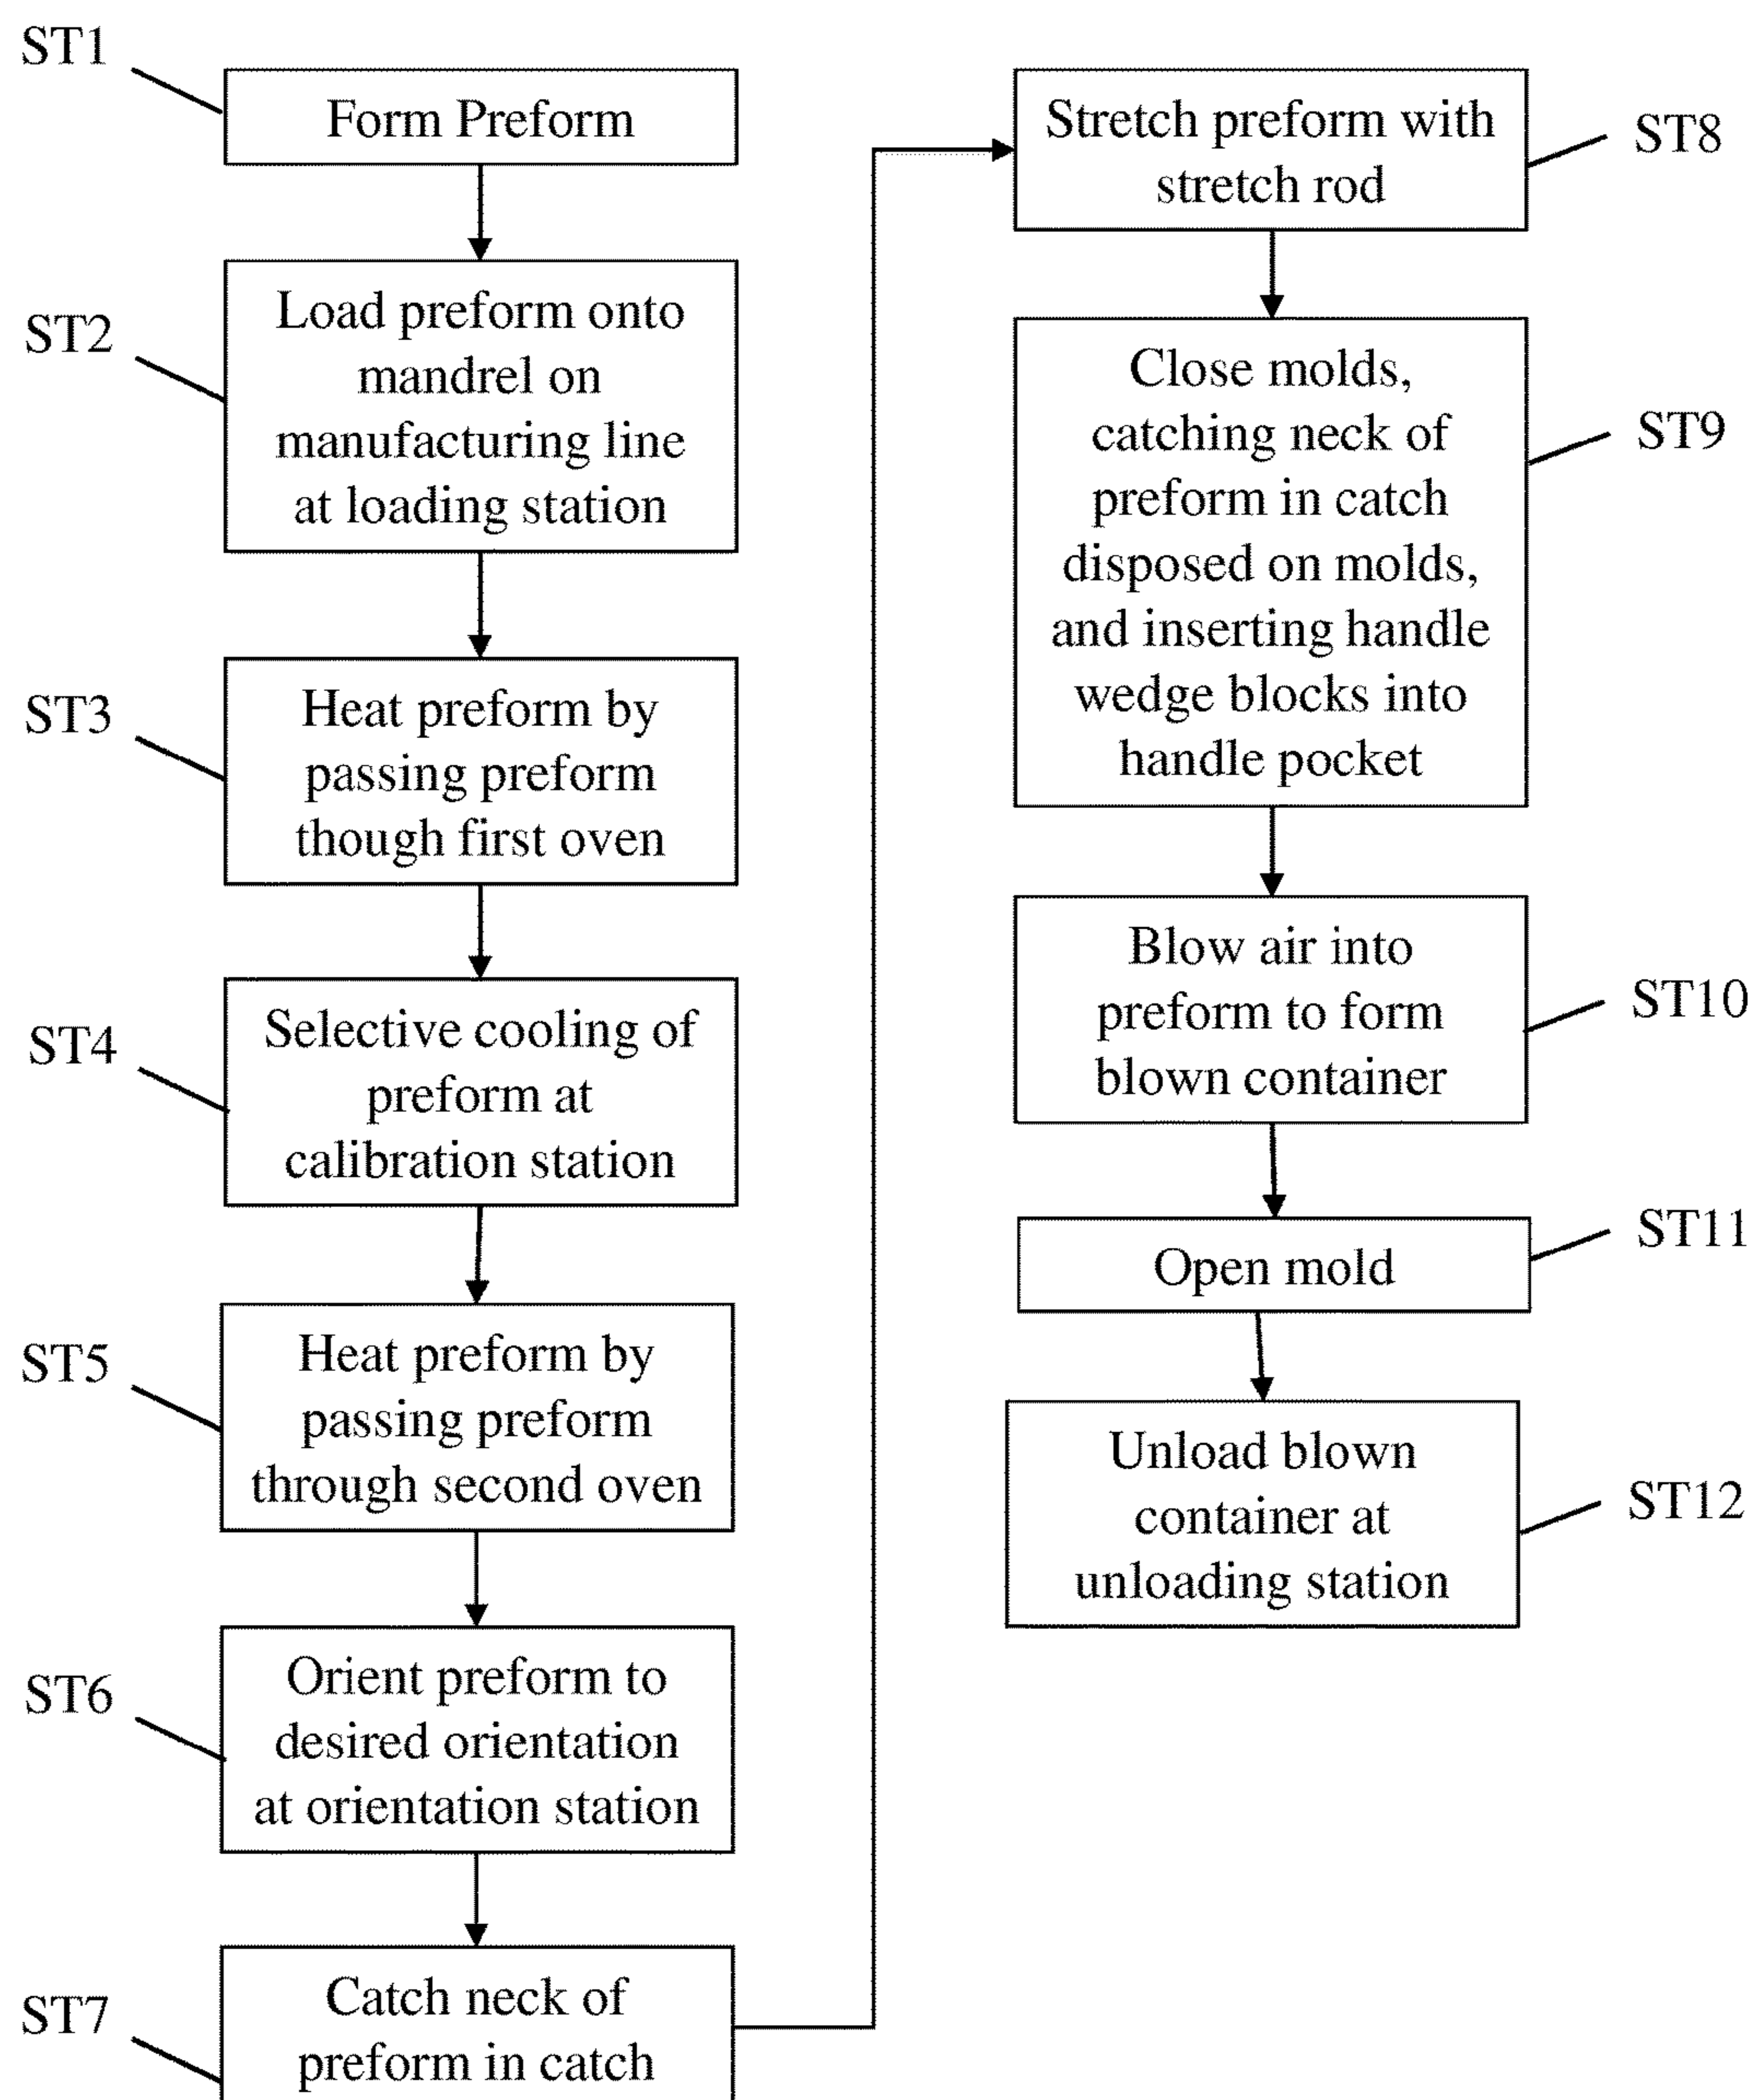 ST1
Form Preform
ST2
Load preform onto
mandrel on
manufacturing line
at loading station
ST3
Heat preform by
passing preform
though first oven
ST4
Selective cooling of
preform at
calibration station
ST5
Heat preform by
passing preform
through second oven
ST6
Orient preform to
desired orientation
at orientation station
ST7
Catch neck of
preform in catch
Stretch preform with
stretch rod
ST8
Close molds,
catching neck of
preform in catch
disposed on molds,
and inserting handle
wedge blocks into
handle pocket
ST9
Blow air into
preform to form
blown container
ST10
Open mold
ST11
Unload blown
container at
unloading station
ST12